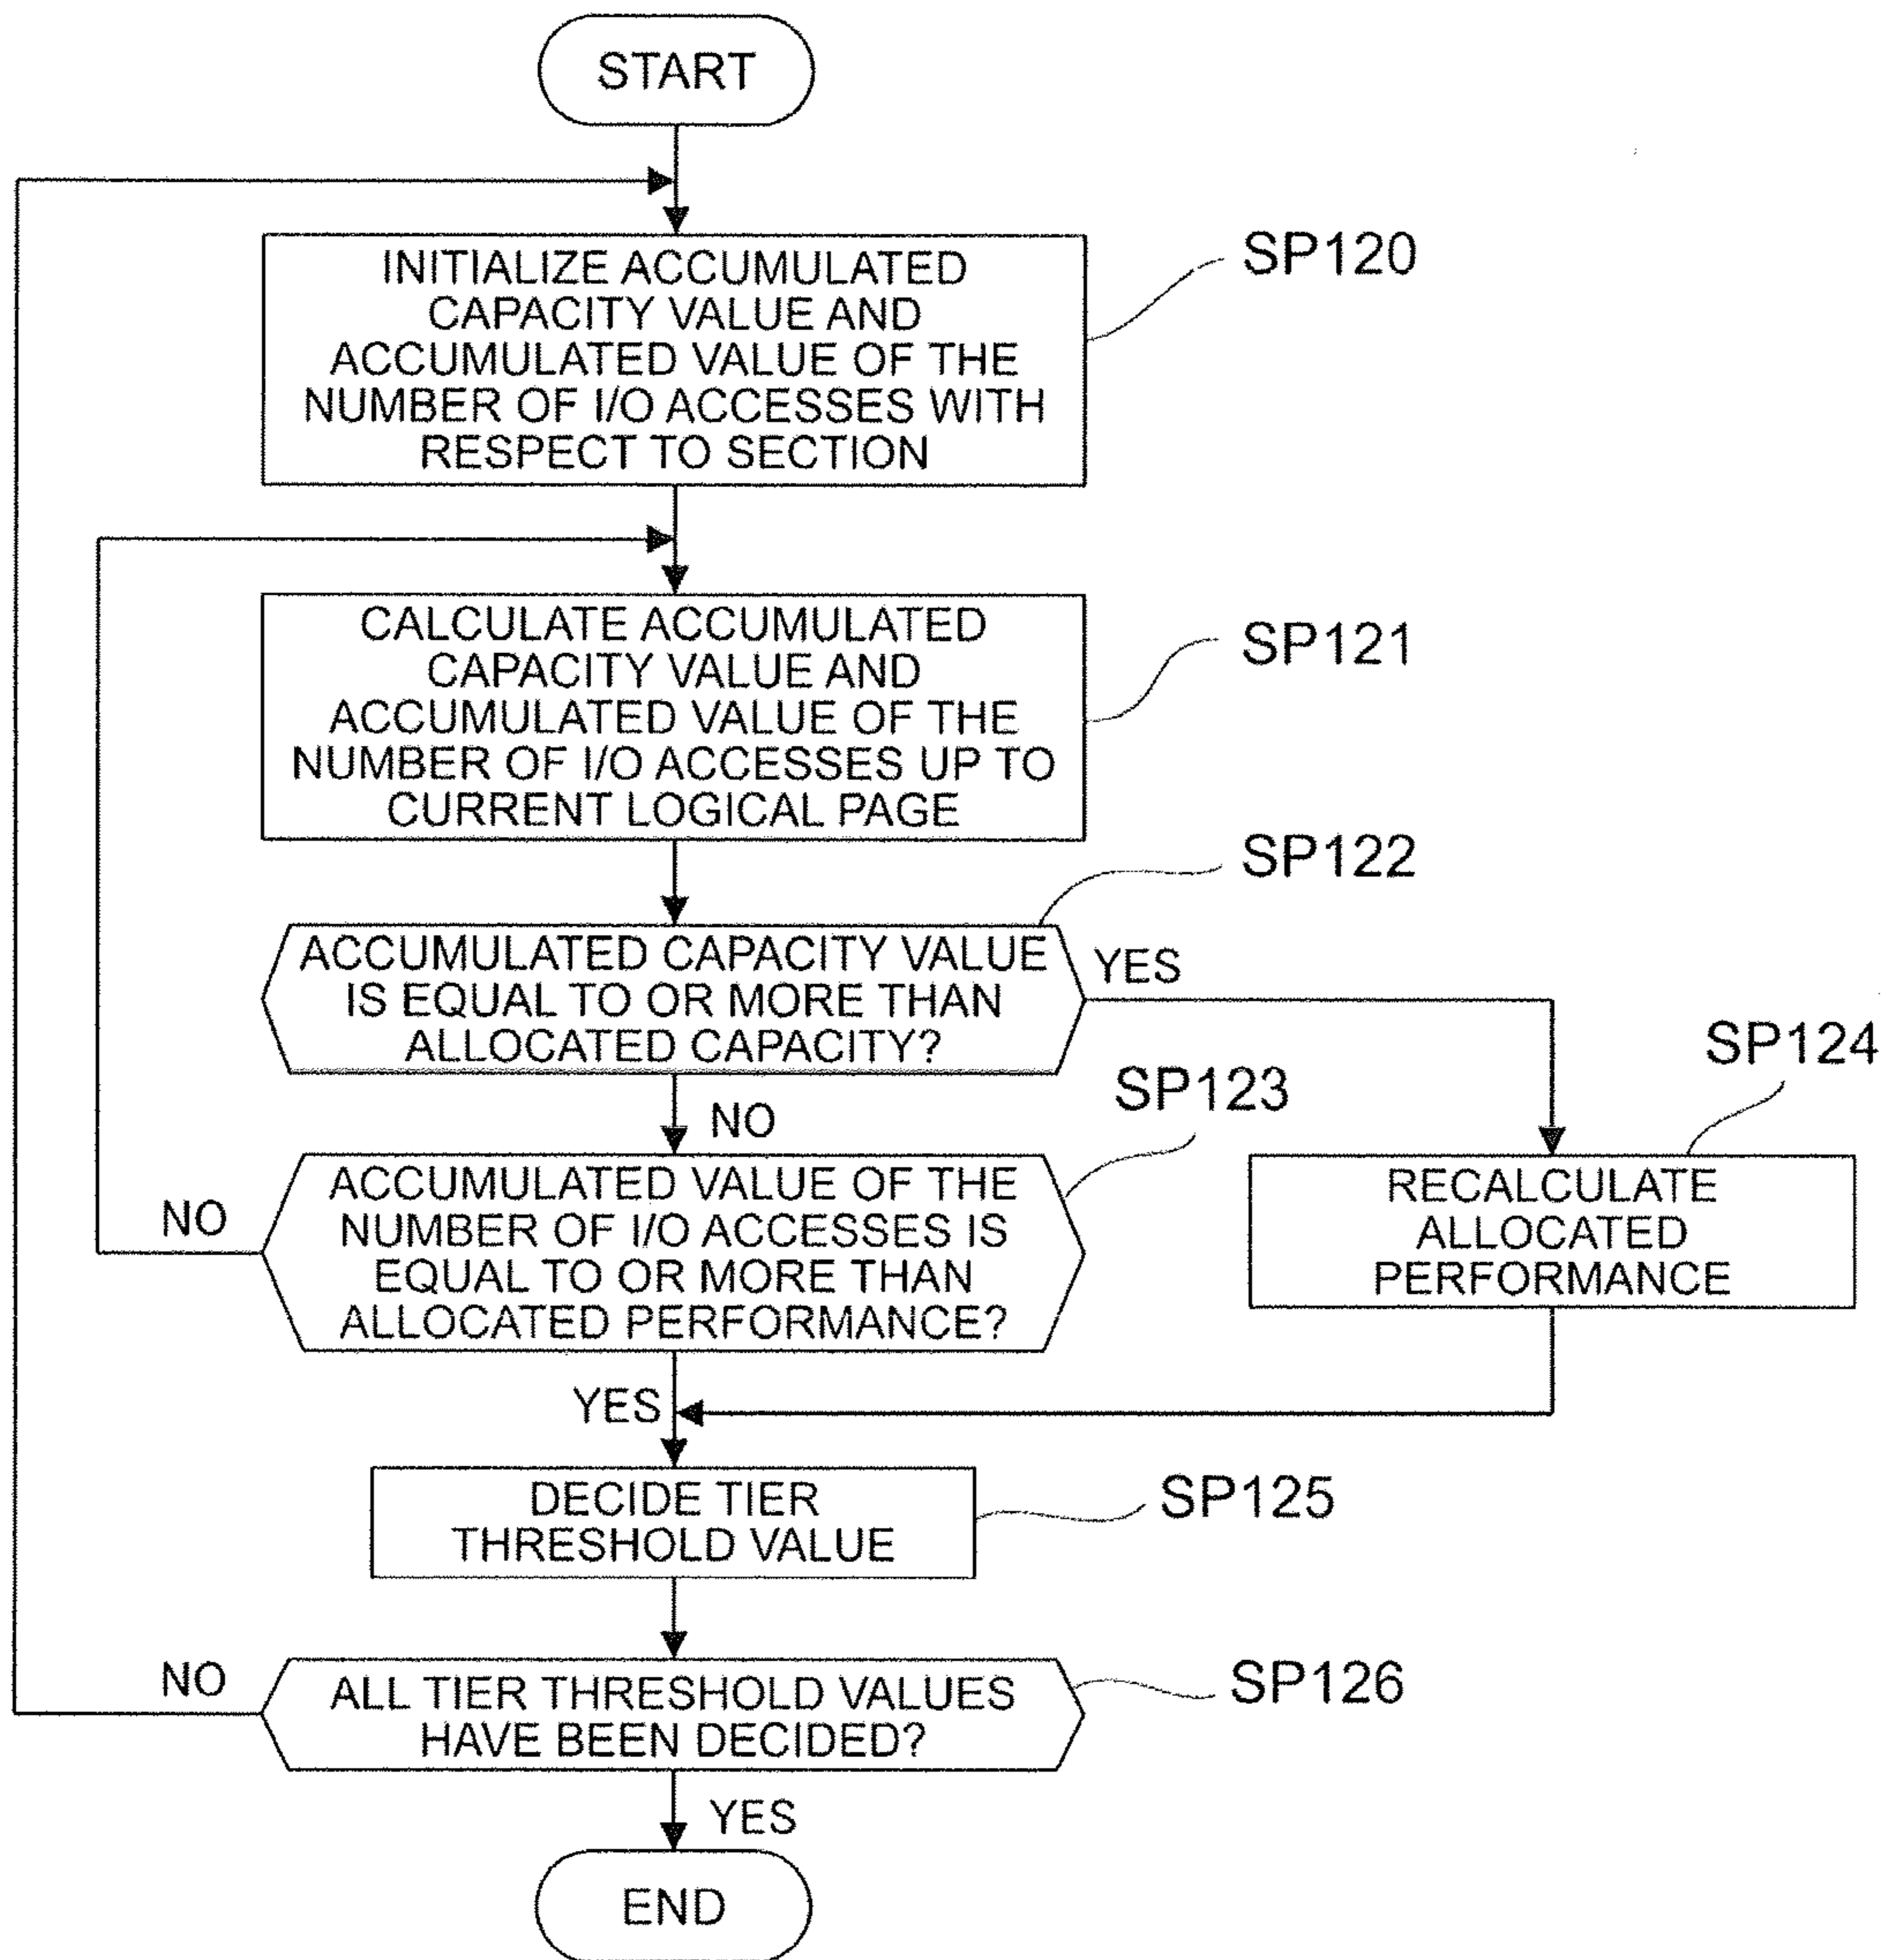 START
INITIALIZE ACCUMULATED
CAPACITY VALUE AND
ACCUMULATED VALUE OF THE
NUMBER OF I/O ACCESSES WITH
RESPECT TO SECTION
SP120
CALCULATE ACCUMULATED
CAPACITY VALUE AND
ACCUMULATED VALUE OF THE
NUMBER OF I/O ACCESSES UP TO
CURRENT LOGICAL PAGE
SP121
SP122
ACCUMULATED CAPACITY VALUE
IS EQUAL TO OR MORE THAN
ALLOCATED CAPACITY?
YES
NO
SP123
SP124
ACCUMULATED VALUE OF THE
NUMBER OF I/O ACCESSES IS
EQUAL TO OR MORE THAN
ALLOCATED PERFORMANCE?
NO
RECALCULATE
ALLOCATED
PERFORMANCE
YES
DECIDE TIER
THRESHOLD VALUE
SP125
NO
ALL TIER THRESHOLD VALUES
HAVE BEEN DECIDED?
SP126
YES
END